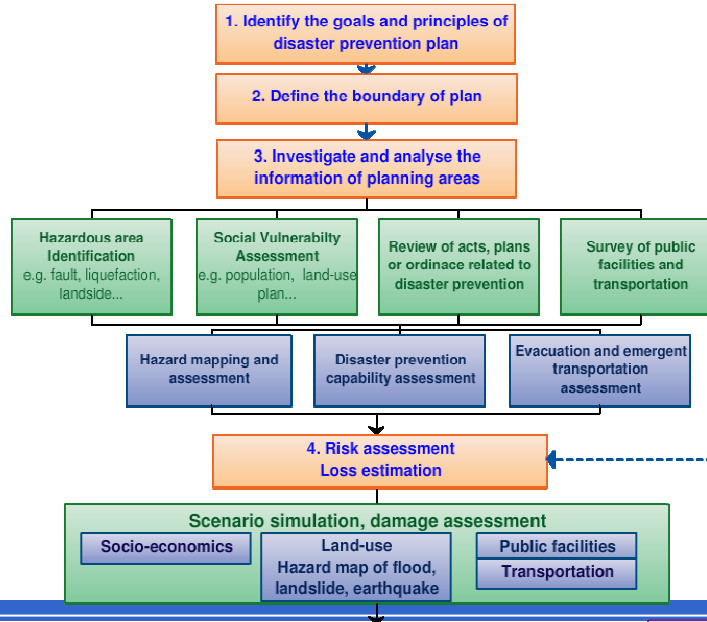 1. Identify the goals and principles of
disaster prevention plan
2. Define the boundary of plan
3. Investigate and analyse the
information of planning areas
Hazardous area
Identification
e.g. fault, liquefaction,
landside...
Social Vulnerabilty
Assessment
e.g. population, land-use
plan...
Review of acts, plans
or ordinace related to
disaster prevention
Survey of public
facilities and
transportation
Hazard mapping and
assessment
Disaster prevention
capability assessment
Evacuation and emergent
transportation
assessment
4. Risk assessment
Loss estimation
Scenario simulation, damage assessment
Socio-economics
Land-use
Hazard map of flood,
landslide, earthquake
Public facilities
Transportation